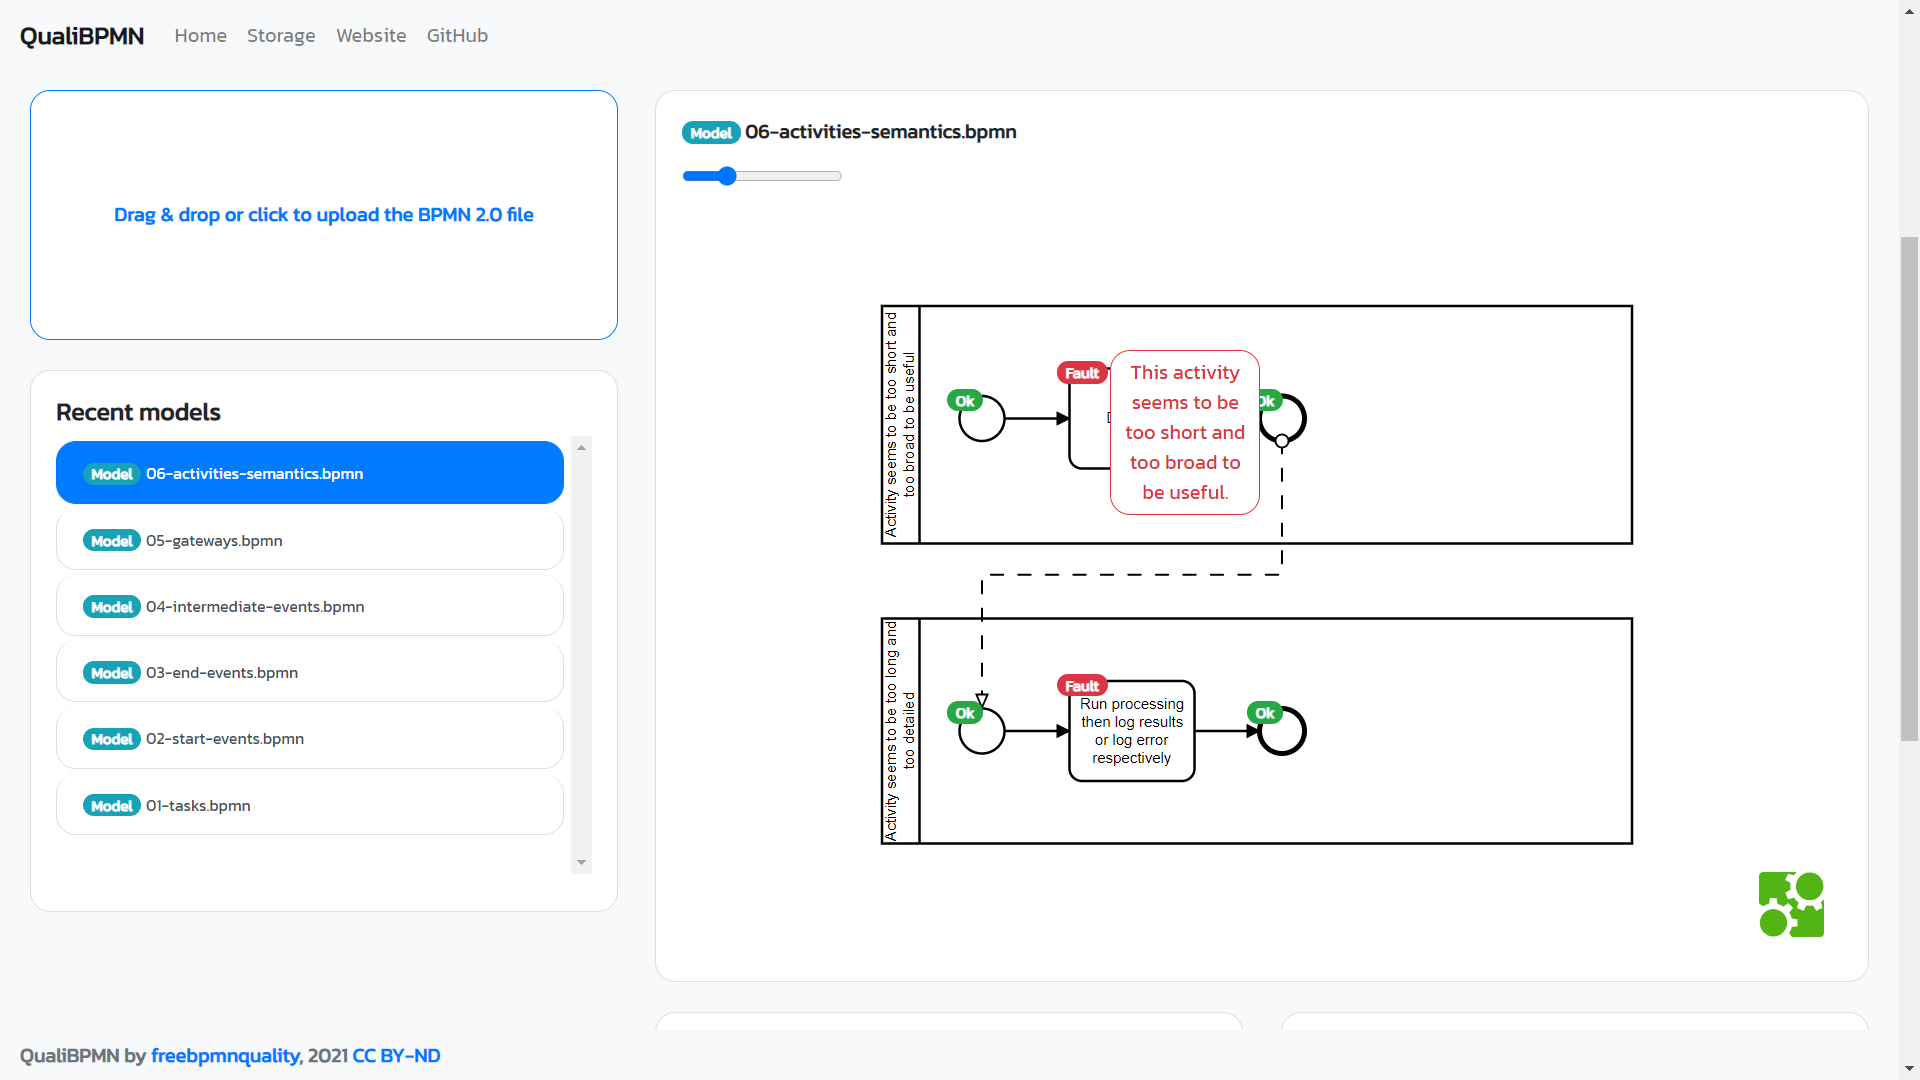 QualiBPMN Home Storage Website GitHub
Drag & drop or click to upload the BPMN 2.0 file
Recent models
Model 06-activities-semantics.bpmn
Model 05-gateways.bpmn
Model 04-intermediate-events.bpmn
Model 03-end-events.bpmn
Model 02-start-events.bpmn
Model 01-tasks.bpmn
Model 06-activities-semantics.bpmn
Activity seems to be too short and
too broad to be useful
Ok
Fault
This activity
seems to be
too short and
too broad to
be useful.
Ok
Activity seems to be too long and
too detailed
Ok
Fault
Run processing
then log results
or log error
respectively
Ok
QualiBPMN by freebpmnquality, 2021 CC BY-ND